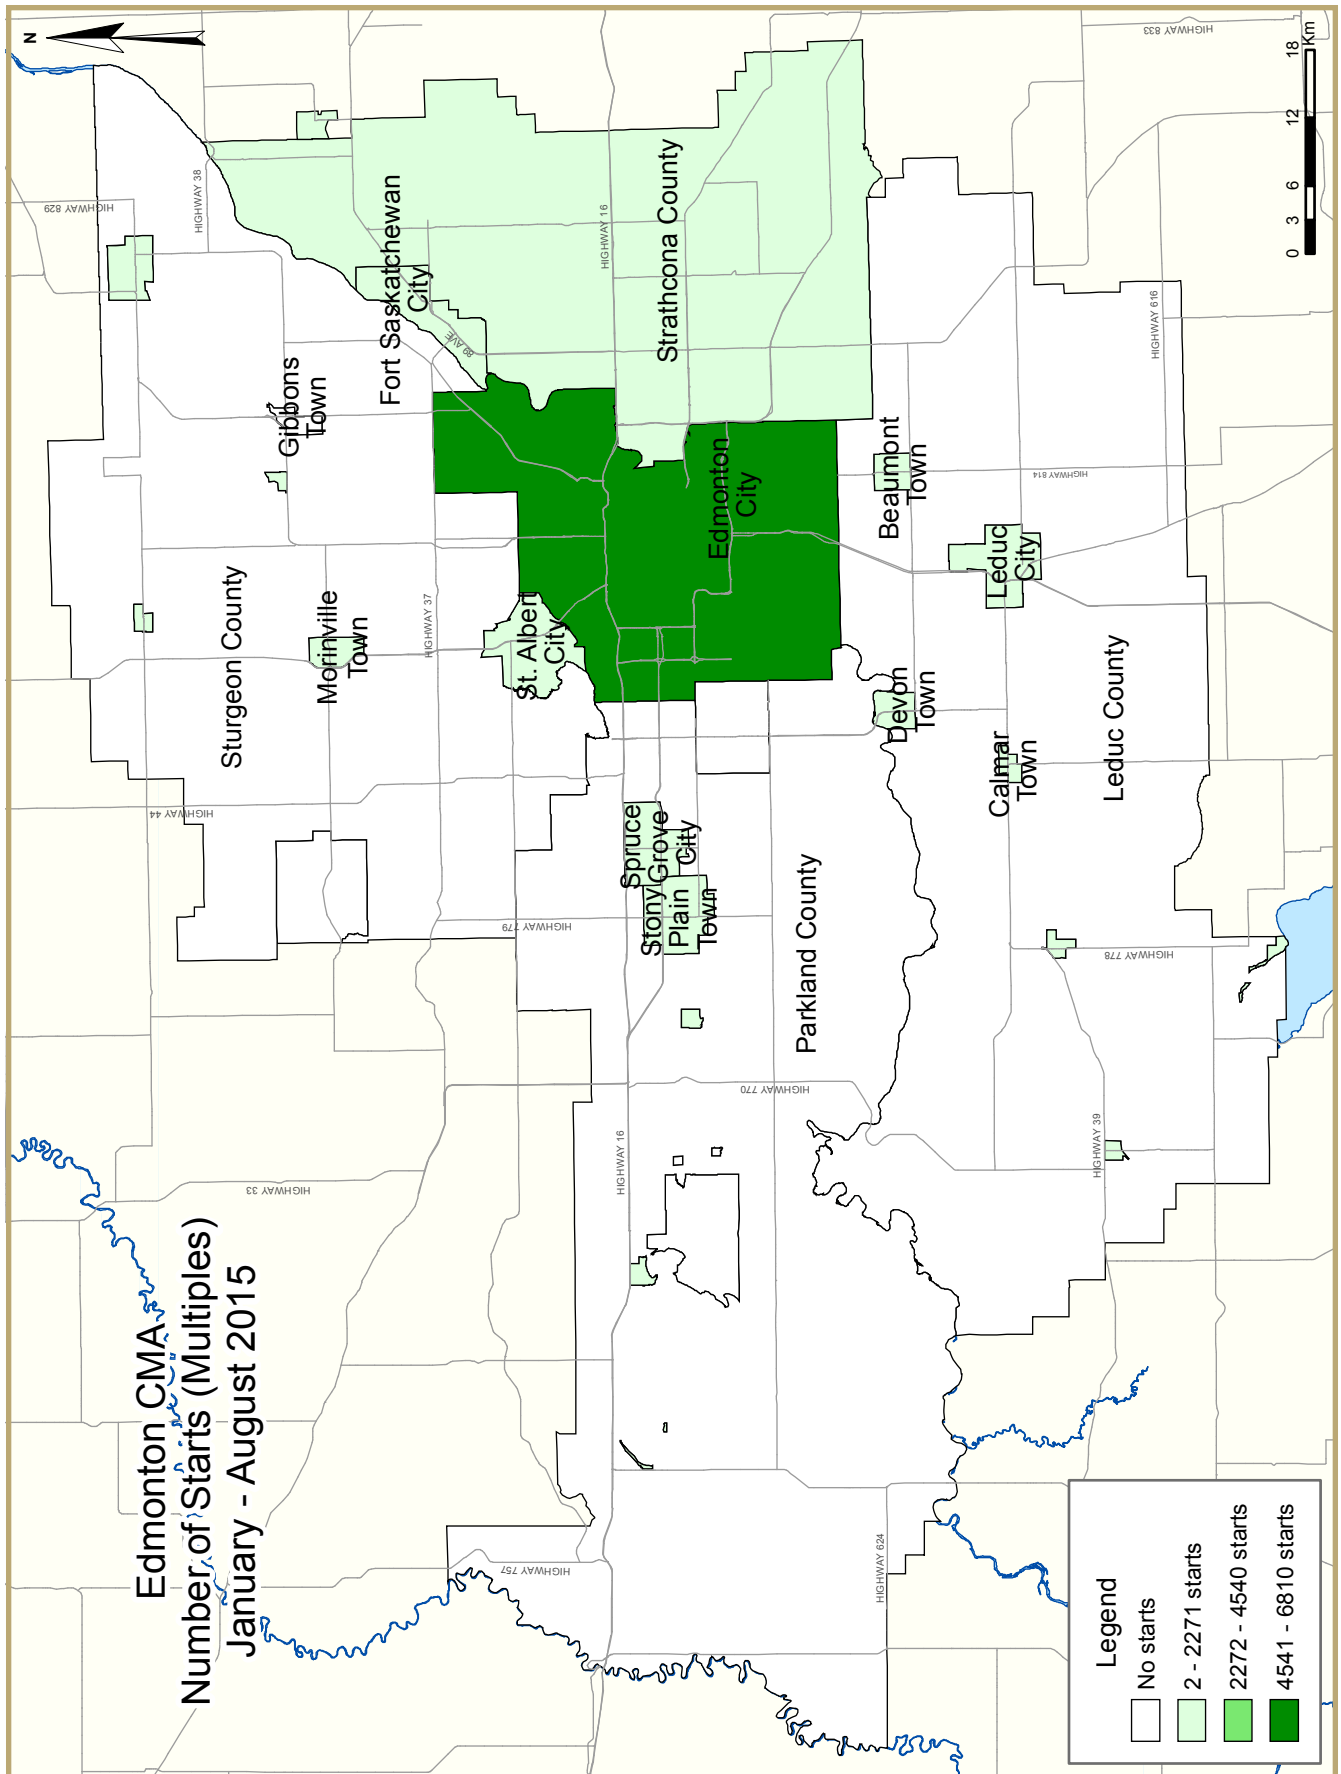 Edmonton CMA
Number of Starts (Multiples)
January - August 2015
N
HIGHWAY 833
HIGHWAY 829
HIGHWAY 38
HIGHWAY 16
HIGHWAY 616
Fort Saskatchewan
City
89 AVE
Strathcona County
Gibbons
Town
Edmonton
City
Beaumont
Town
HIGHWAY 814
Leduc
City
Sturgeon County
Morinville
Town
HIGHWAY 37
St. Albert
City
Devon
Town
Calmar
Town
Leduc County
HIGHWAY 44
Spruce
Grove
City
Stony
Plain
Town
HIGHWAY 779
Parkland County
HIGHWAY 778
HIGHWAY 770
HIGHWAY 39
HIGHWAY 16
HIGHWAY 33
HIGHWAY 757
HIGHWAY 624
0 3 6 12 18
Km
Legend
No starts
2 - 2271 starts
2272 - 4540 starts
4541 - 6810 starts